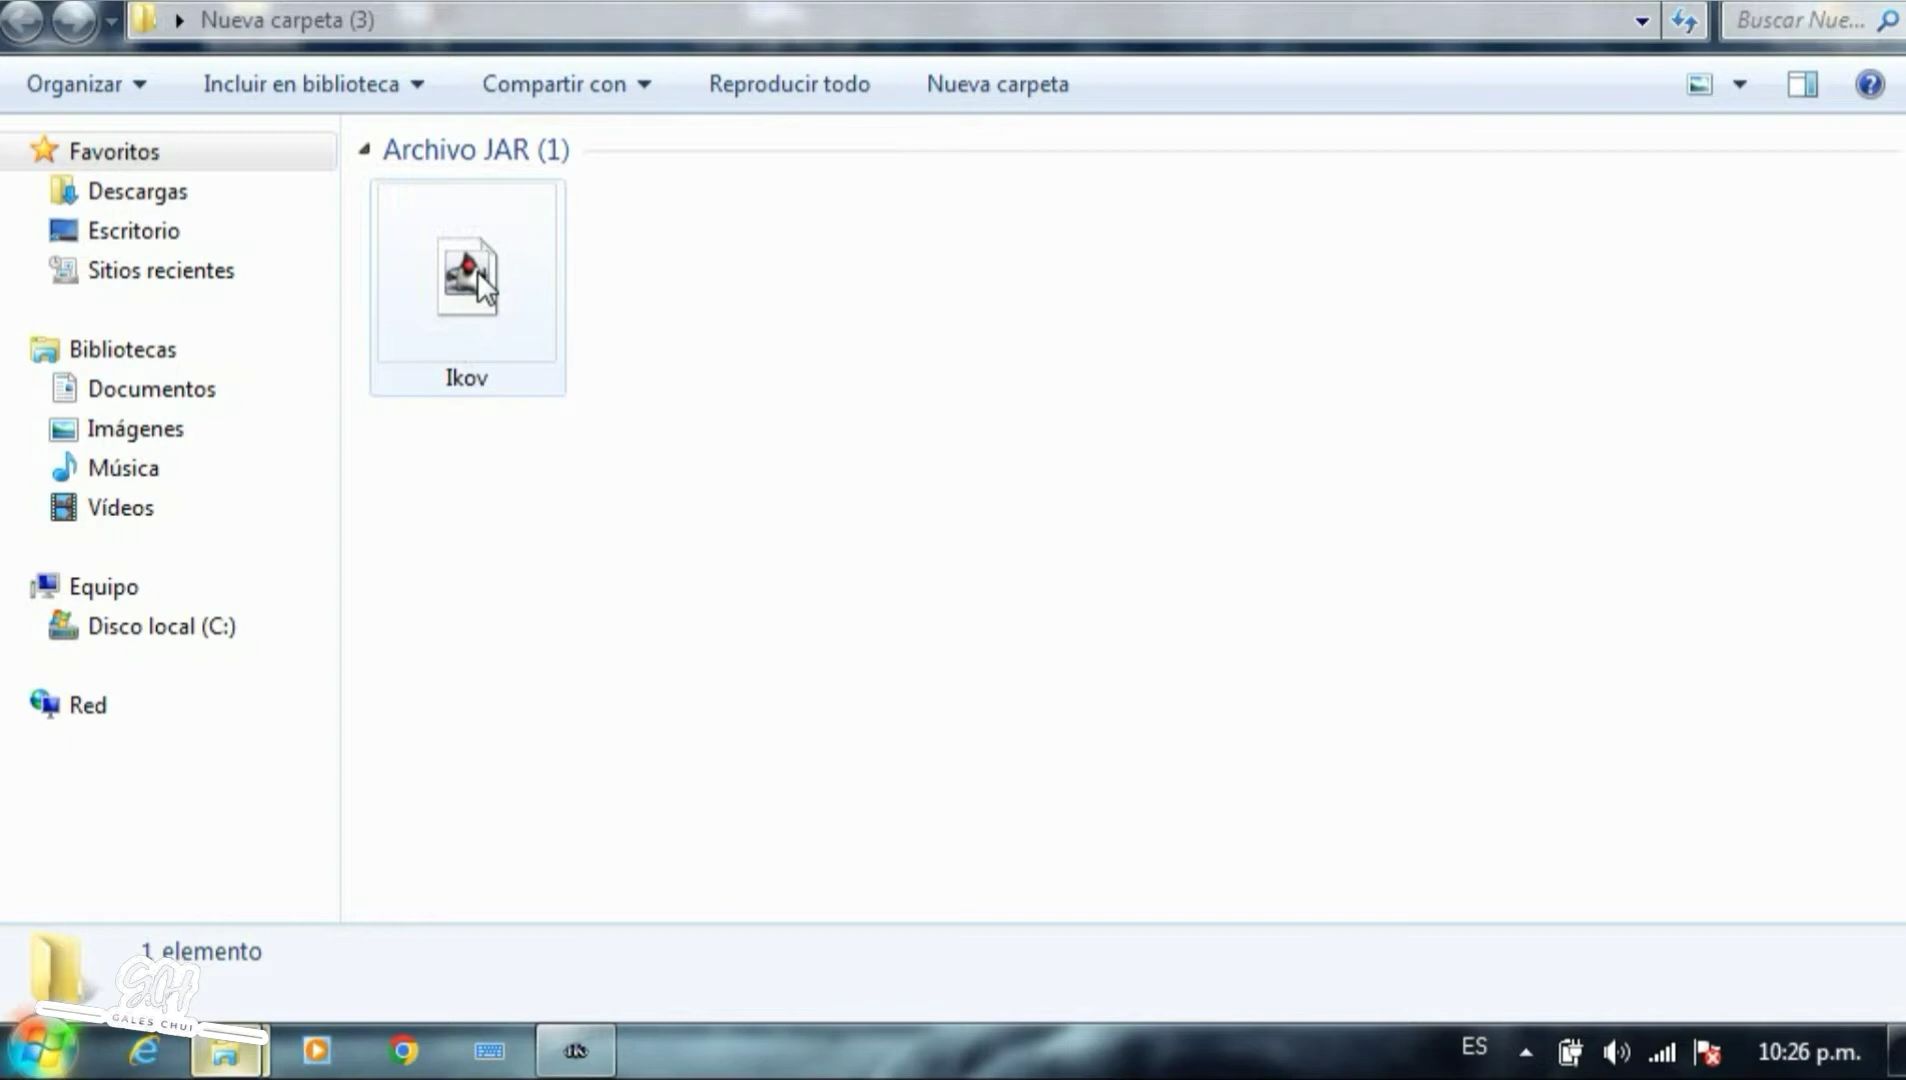 Nueva carpeta (3)
Buscar Nue...
Organizar
Incluir en biblioteca
Compartir con
Reproducir todo
Nueva carpeta
Favoritos
Descargas
Escritorio
Sitios recientes
Bibliotecas
Documentos
Imágenes
Música
Vídeos
Equipo
Disco local (C:)
Red
Archivo JAR (1)
Ikov
1 elemento
GALES CHUI
ES
10:26 p.m.